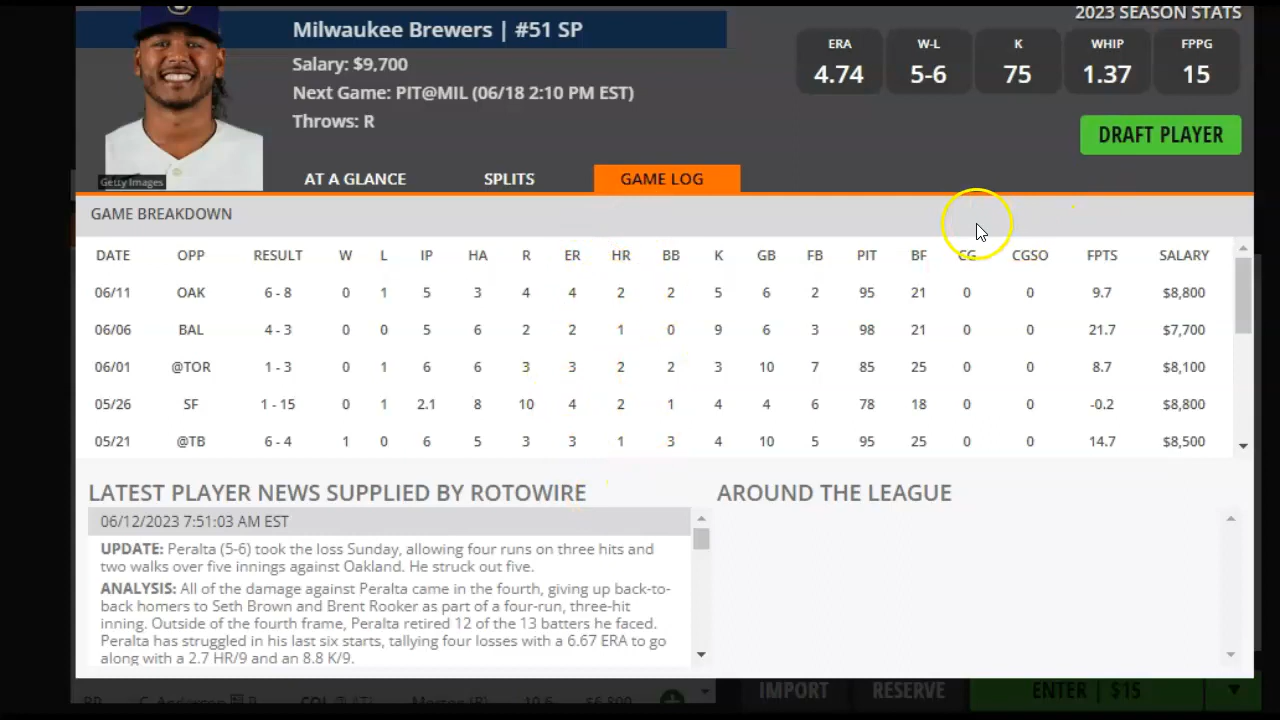 Milwaukee Brewers | #51 SP
Salary: $9,700
Next Game: PIT@MIL (06/18 2:10 PM EST)
Throws: R
2023 SEASON STATS
ERA W-L K WHIP FPPG
4.74 5-6 75 1.37 15
DRAFT PLAYER
Getty Images
AT A GLANCE SPLITS GAME LOG
GAME BREAKDOWN
DATE OPP RESULT W L IP HA R ER HR BB K GB FB PIT BF CG CGSO FPTS SALARY
06/11 OAK 6 - 8 0 1 5 3 4 4 2 2 5 6 2 95 21 0 0 9.7 $8,800
06/06 BAL 4 - 3 0 0 5 6 2 2 1 0 9 6 3 98 21 0 0 21.7 $7,700
06/01 @TOR 1 - 3 0 1 6 6 3 3 2 2 3 10 7 85 25 0 0 8.7 $8,100
05/26 SF 1 - 15 0 1 2.1 8 10 4 2 1 4 4 6 78 18 0 0 -0.2 $8,800
05/21 @TB 6 - 4 1 0 6 5 3 3 1 3 4 10 5 95 25 0 0 14.7 $8,500
LATEST PLAYER NEWS SUPPLIED BY ROTOWIRE
06/12/2023 7:51:03 AM EST
UPDATE: Peralta (5-6) took the loss Sunday, allowing four runs on three hits and
two walks over five innings against Oakland. He struck out five.
ANALYSIS: All of the damage against Peralta came in the fourth, giving up back-to-
back homers to Seth Brown and Brent Rooker as part of a four-run, three-hit
inning. Outside of the fourth frame, Peralta retired 12 of the 13 batters he faced.
Peralta has struggled in his last six starts, tallying four losses with a 6.67 ERA to go
along with a 2.7 HR/9 and an 8.8 K/9.
AROUND THE LEAGUE
IMPORT RESERVE ENTER | $15